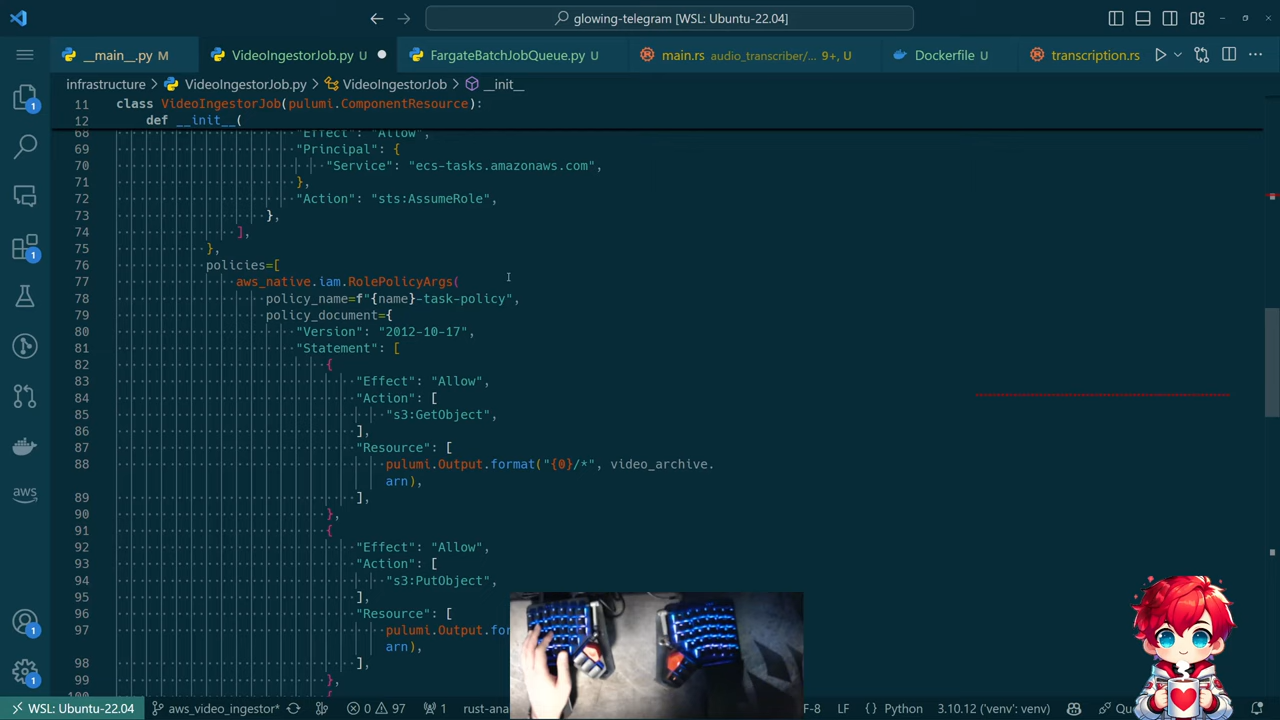 glowing-telegram [WSL: Ubuntu-22.04]
__main__.py M
VideoIngestorJob.py U
FargateBatchJobQueue.py U
main.rs audio_transcriber/... 9+, U
Dockerfile U
transcription.rs
infrastructure > VideoIngestorJob.py > VideoIngestorJob > __init__
11 class VideoIngestorJob(pulumi.ComponentResource):
12 def __init__(
68 "Effect": "Allow",
69 "Principal": {
70 "Service": "ecs-tasks.amazonaws.com",
71 },
72 "Action": "sts:AssumeRole",
73 },
74 ],
75 },
76 policies=[
77 aws_native.iam.RolePolicyArgs(
78 policy_name=f"{name}-task-policy",
79 policy_document={
80 "Version": "2012-10-17",
81 "Statement": [
82 {
83 "Effect": "Allow",
84 "Action": [
85 "s3:GetObject",
86 ],
87 "Resource": [
88 pulumi.Output.format("{0}/*", video_archive.
arn),
89 ],
90 },
91 {
92 "Effect": "Allow",
93 "Action": [
94 "s3:PutObject",
95 ],
96 "Resource": [
97 pulumi.Output.for
arn),
98 ],
99 },
WSL: Ubuntu-22.04 aws_video_ingestor* 0 97 1 rust-ana
F-8 LF {} Python 3.10.12 ('venv': venv)